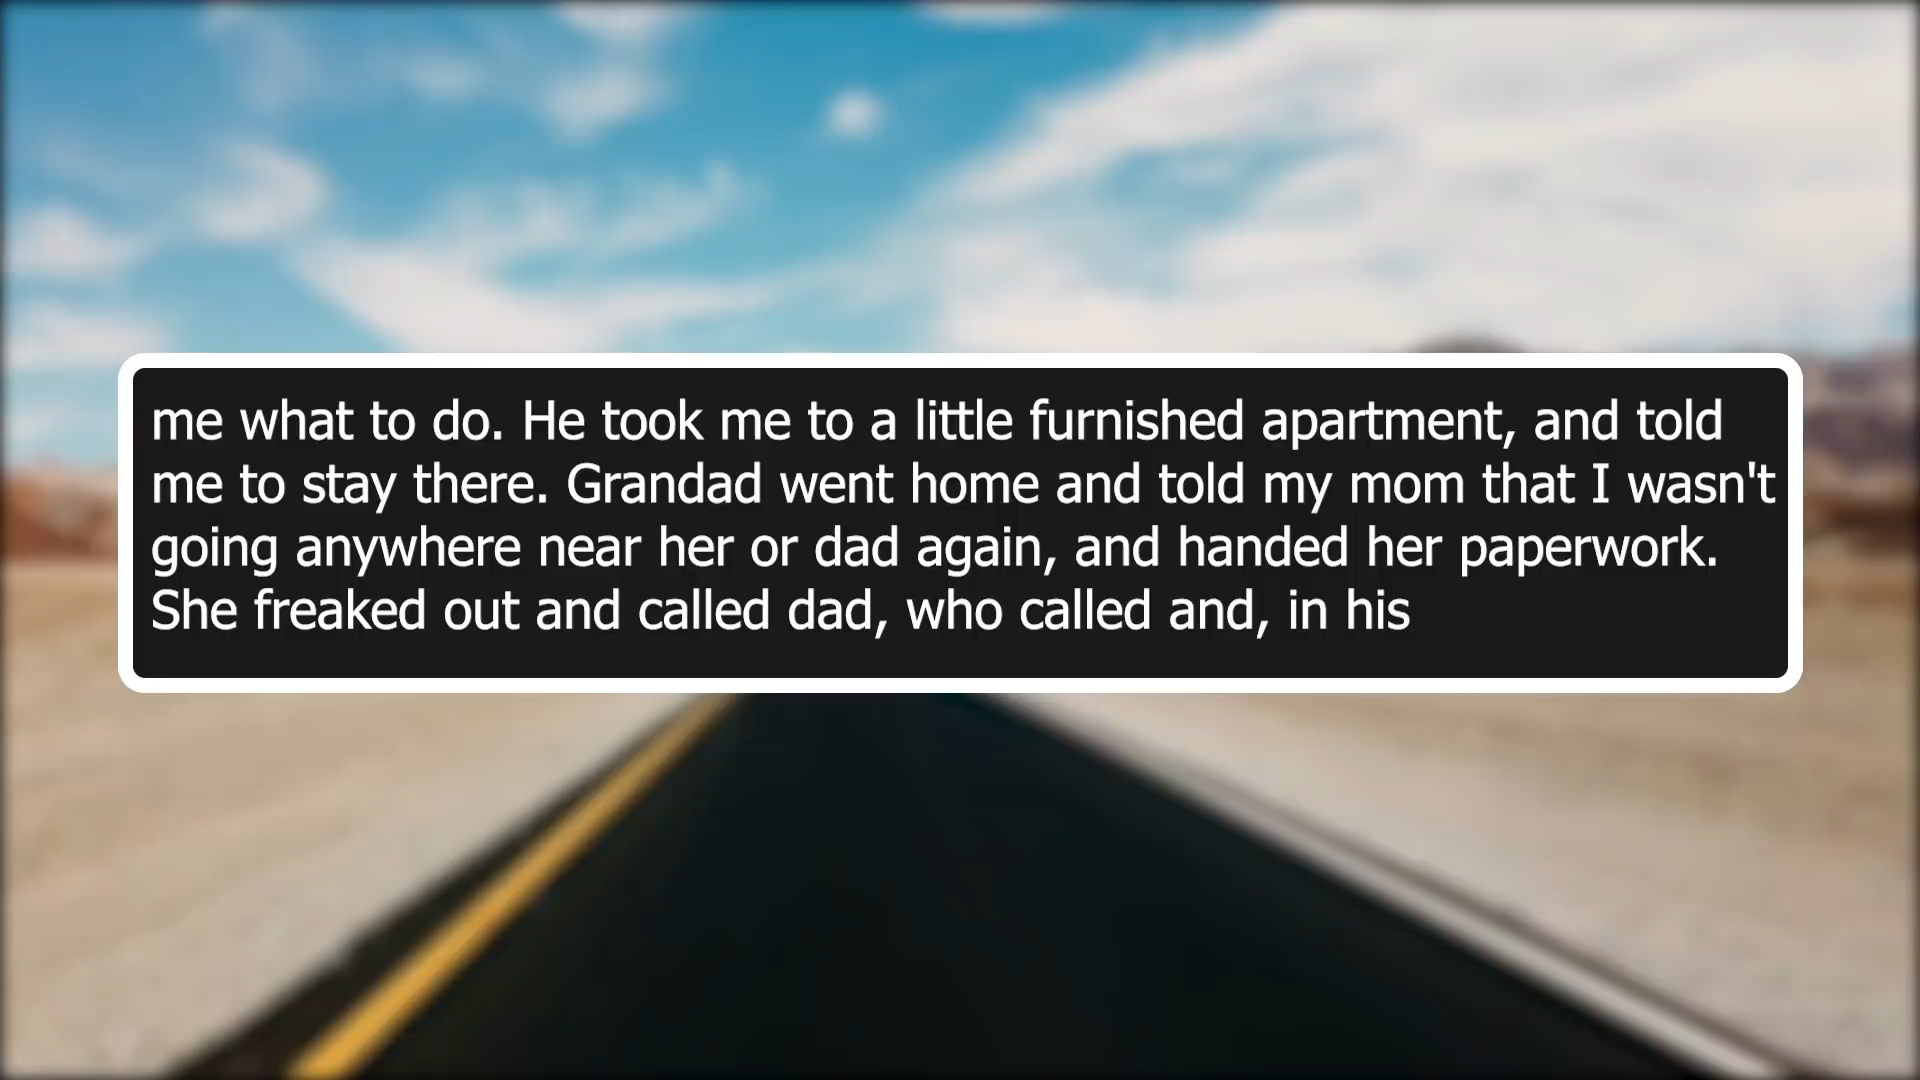 me what to do. He took me to a little furnished apartment, and told
me to stay there. Grandad went home and told my mom that I wasn't
going anywhere near her or dad again, and handed her paperwork.
She freaked out and called dad, who called and, in his